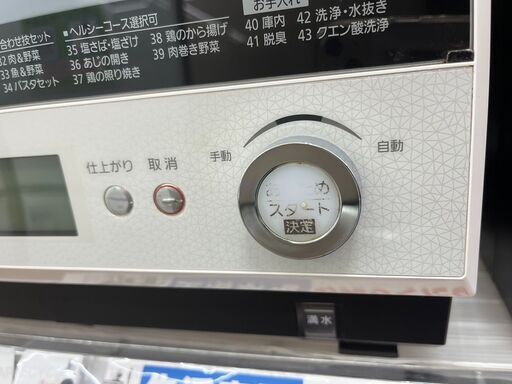 合わせ技セット
32 肉&野菜
33 魚&野菜
34 パスタセット
■ヘルシーコース選択可
35 塩さば・塩ざけ
36 あじの開き
37 鶏の照り焼き
38 鶏のから揚げ
39 肉巻き野菜
お手入れ
40 庫内
41 脱臭
42 洗浄・水抜き
43 クエン酸洗浄
手動
自動
仕上がり
取消
スタート
決定
満水